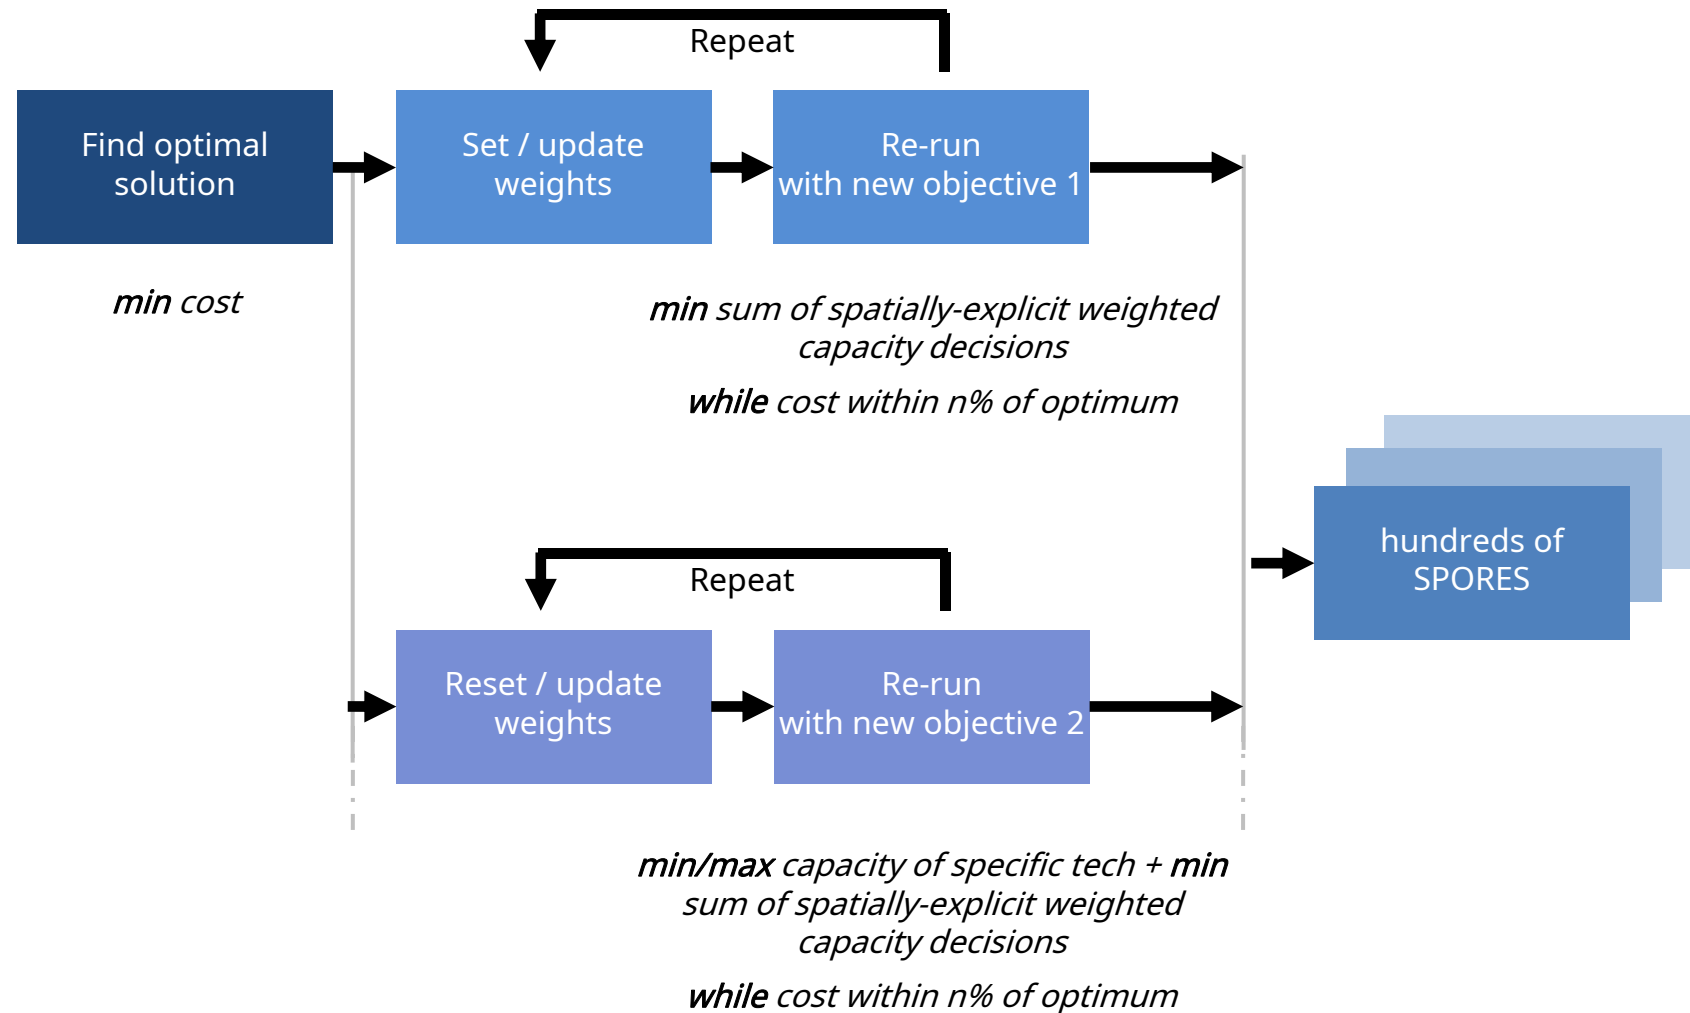 Repeat
Find optimal
solution
Set / update
weights
Re-run
with new objective 1
min cost
min sum of spatially-explicit weighted
capacity decisions
while cost within n% of optimum
hundreds of
SPORES
Repeat
Reset / update
weights
Re-run
with new objective 2
min/max capacity of specific tech + min
sum of spatially-explicit weighted
capacity decisions
while cost within n% of optimum